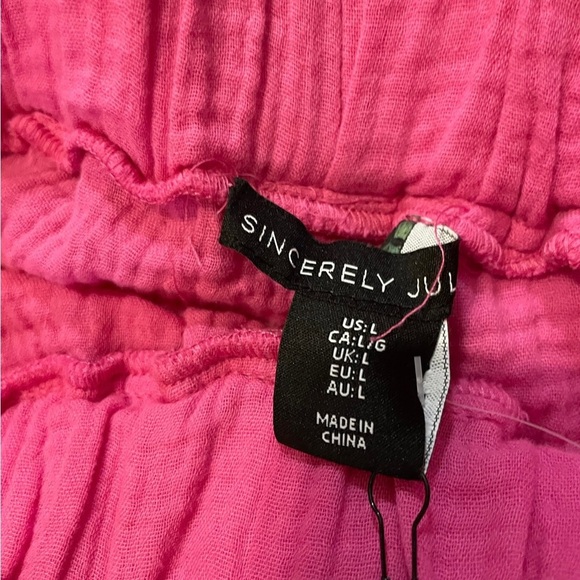 SINCERELY JUL
US: L
CA: L/G
UK: L
EU: L
AU: L
MADE IN
CHINA